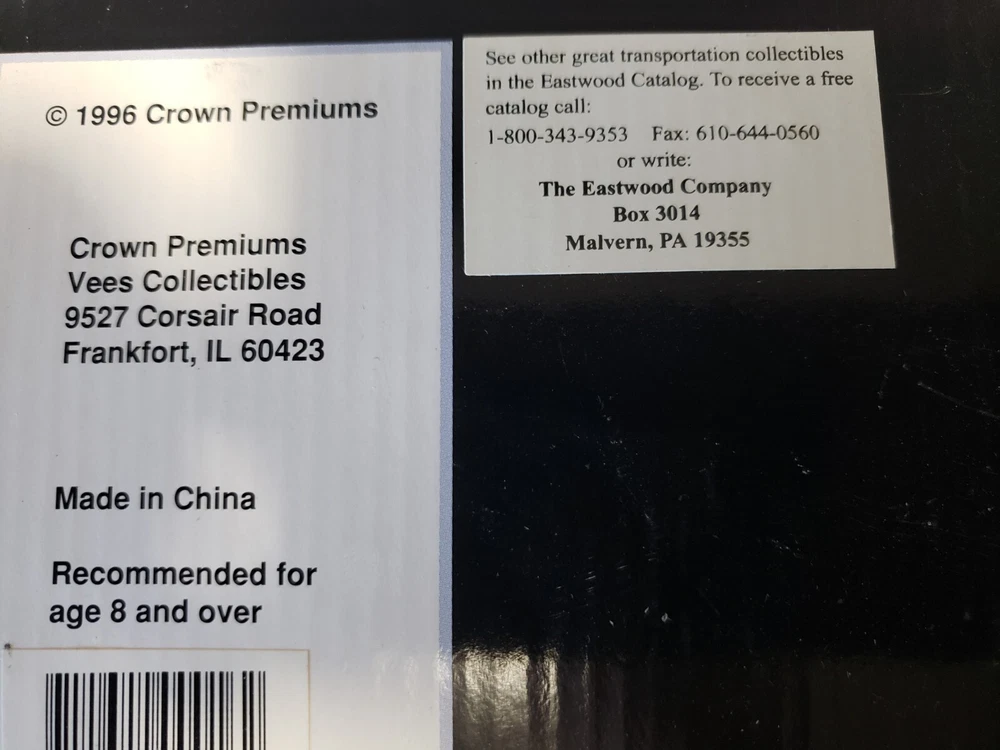 © 1996 Crown Premiums
Crown Premiums
Vees Collectibles
9527 Corsair Road
Frankfort, IL 60423
Made in China
Recommended for
age 8 and over
See other great transportation collectibles
in the Eastwood Catalog. To receive a free
catalog call:
1-800-343-9353 Fax: 610-644-0560
or write:
The Eastwood Company
Box 3014
Malvern, PA 19355